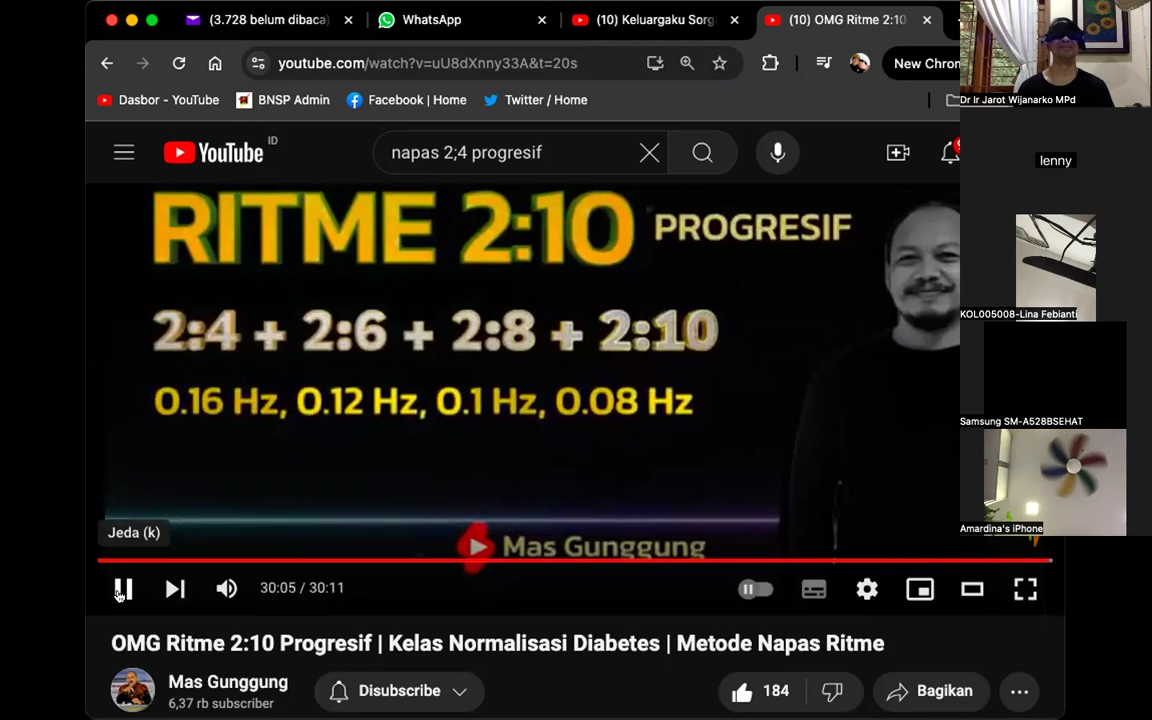 (3.728 belum dibaca)
WhatsApp
(10) Keluargaku Sorg
(10) OMG Ritme 2:10
youtube.com/watch?v=uU8dXnny33A&t=20s
New Chrom
Dasbor - YouTube
BNSP Admin
Facebook | Home
Twitter / Home
YouTube ID
napas 2;4 progresif
RITME 2:10 PROGRESIF
2:4 + 2:6 + 2:8 + 2:10
0.16 Hz, 0.12 Hz, 0.1 Hz, 0.08 Hz
Jeda (k)
Mas Gunggung
30:05 / 30:11
OMG Ritme 2:10 Progresif | Kelas Normalisasi Diabetes | Metode Napas Ritme
Mas Gunggung
6,37 rb subscriber
Disubscribe
184
Bagikan
Dr Ir Jarot Wijanarko MPd
lenny
KOL005008-Lina Febianti
Samsung SM-A528BSEHAT
Amardina's iPhone